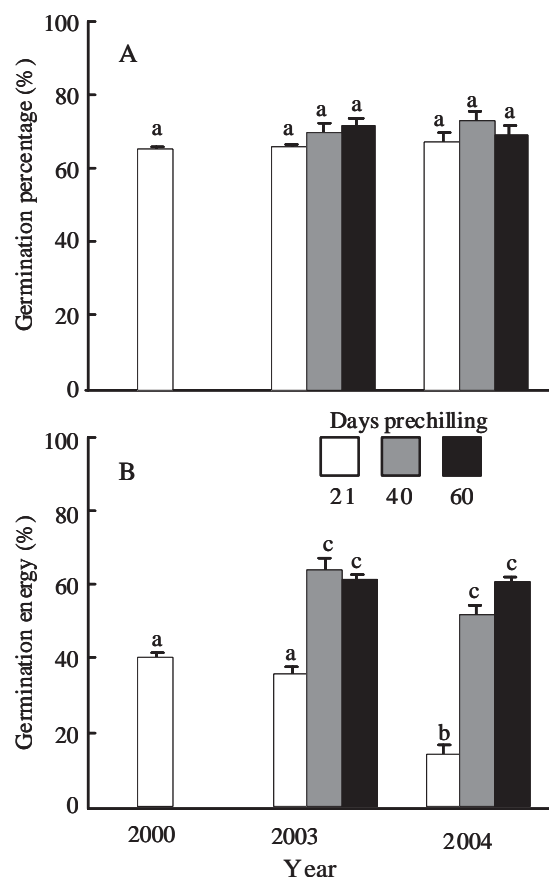 100
A
80
60
40
20
0
Germination percentage (%)
a
a a a
a a a
Days prechilling
21 40 60
100
B
80
60
40
20
0
Germination energy (%)
a
a c c
b c c
2000 2003 2004
Year